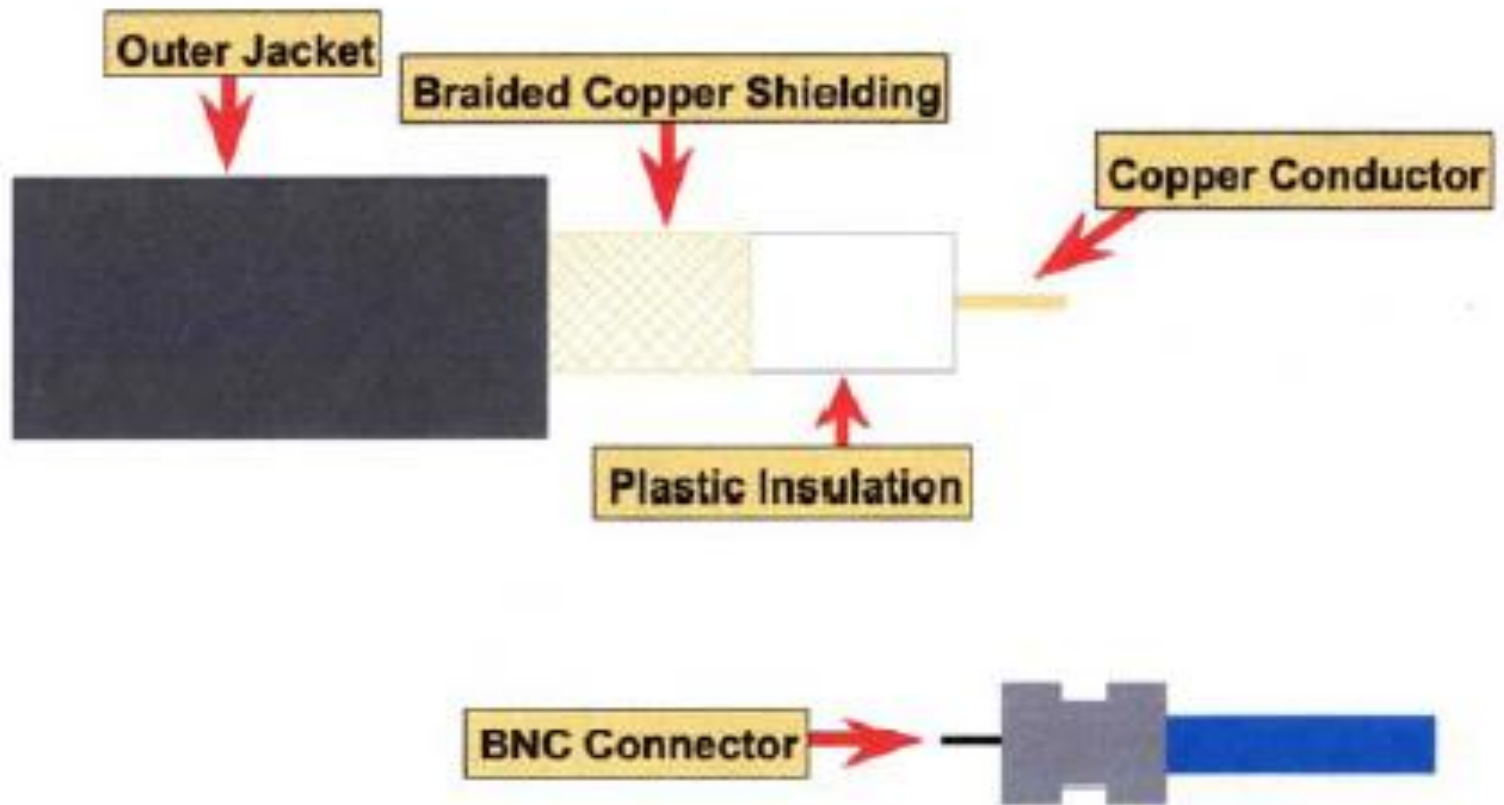 Outer Jacket
Braided Copper Shielding
Copper Conductor
Plastic Insulation
BNC Connector